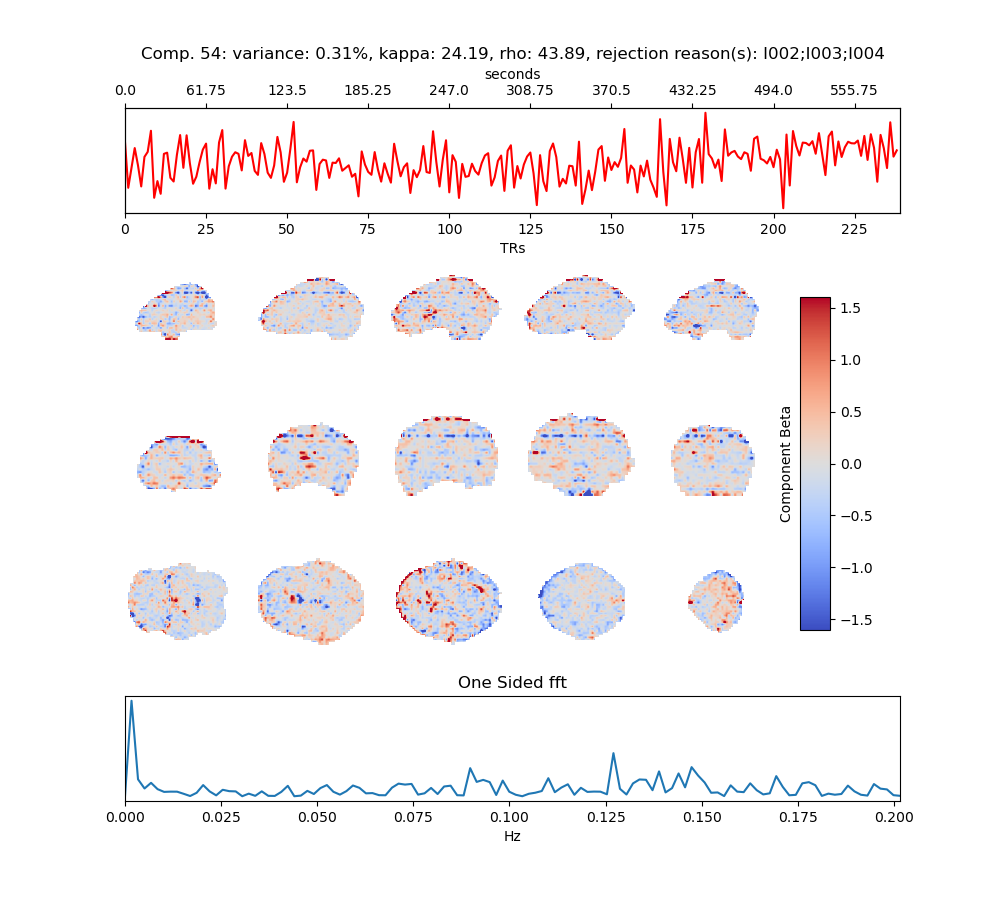 Comp. 54: variance: 0.31%, kappa: 24.19, rho: 43.89, rejection reason(s): I002;I003;I004
seconds
0.0 61.75 123.5 185.25 247.0 308.75 370.5 432.25 494.0 555.75
0 25 50 75 100 125 150 175 200 225
TRs
1.5
1.0
0.5
0.0
−0.5
−1.0
−1.5
Component Beta
One Sided fft
0.000 0.025 0.050 0.075 0.100 0.125 0.150 0.175 0.200
Hz